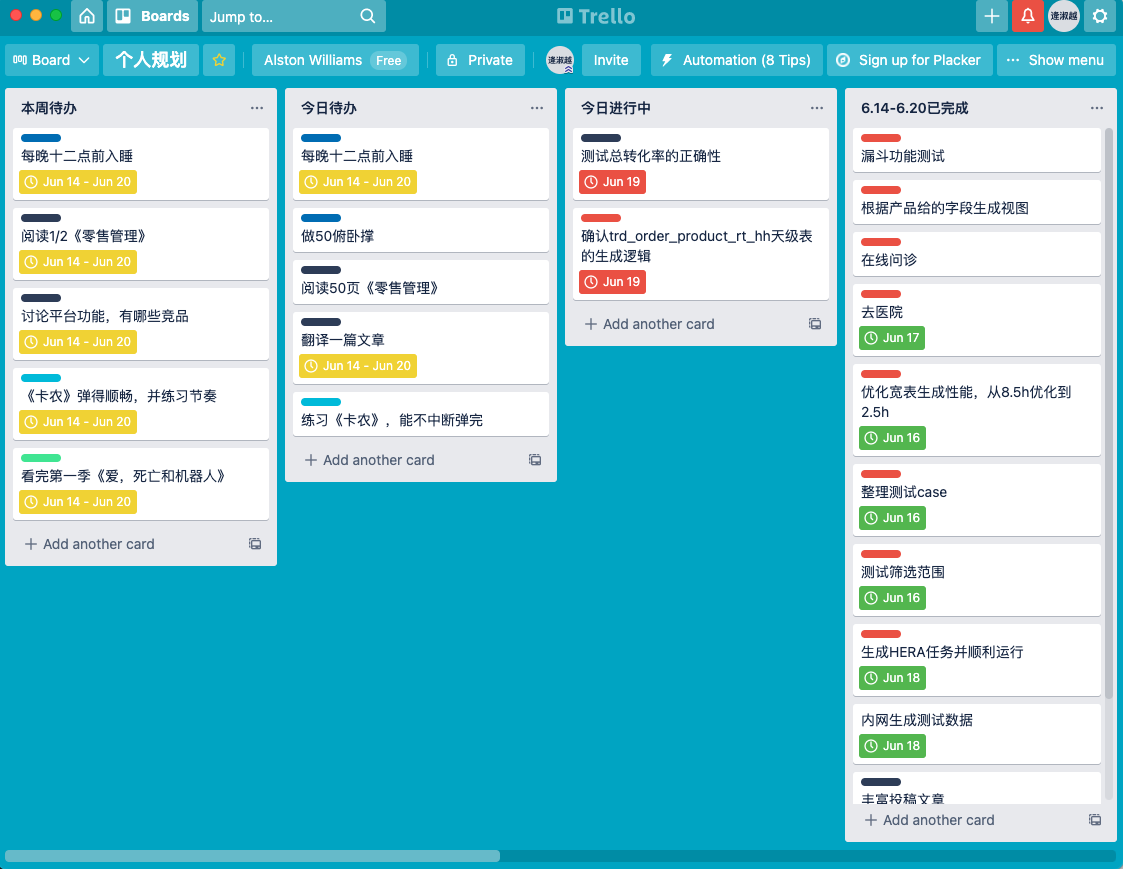 Boards
Jump to...
Trello
逢淑越
Board
个人规划
Alston Williams Free
Private
逢淑越
Invite
Automation (8 Tips)
Sign up for Placker
Show menu
本周待办
每晚十二点前入睡
Jun 14 - Jun 20
阅读1/2《零售管理》
Jun 14 - Jun 20
讨论平台功能，有哪些竞品
Jun 14 - Jun 20
《卡农》弹得顺畅，并练习节奏
Jun 14 - Jun 20
看完第一季《爱，死亡和机器人》
Jun 14 - Jun 20
Add another card
今日待办
每晚十二点前入睡
Jun 14 - Jun 20
做50俯卧撑
阅读50页《零售管理》
翻译一篇文章
Jun 14 - Jun 20
练习《卡农》，能不中断弹完
Add another card
今日进行中
测试总转化率的正确性
Jun 19
确认trd_order_product_rt_hh天级表
的生成逻辑
Jun 19
Add another card
6.14-6.20已完成
漏斗功能测试
根据产品给的字段生成视图
在线问诊
去医院
Jun 17
优化宽表生成性能，从8.5h优化到
2.5h
Jun 16
整理测试case
Jun 16
测试筛选范围
Jun 16
生成HERA任务并顺利运行
Jun 18
内网生成测试数据
Jun 18
丰富投稿文章
Add another card